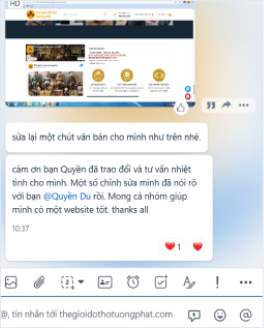 HD
sửa lại một chút văn bản cho mình như trên nhé.
cảm ơn bạn Quyền đã trao đổi và tư vấn nhiệt
tình cho mình. Một số chỉnh sửa mình đã nói rõ
với bạn @Quyền Du rồi. Mong cả nhóm giúp
mình có một website tốt. thanks all
10:37
1
@, tin nhắn tới thegioidothotuongphat.com